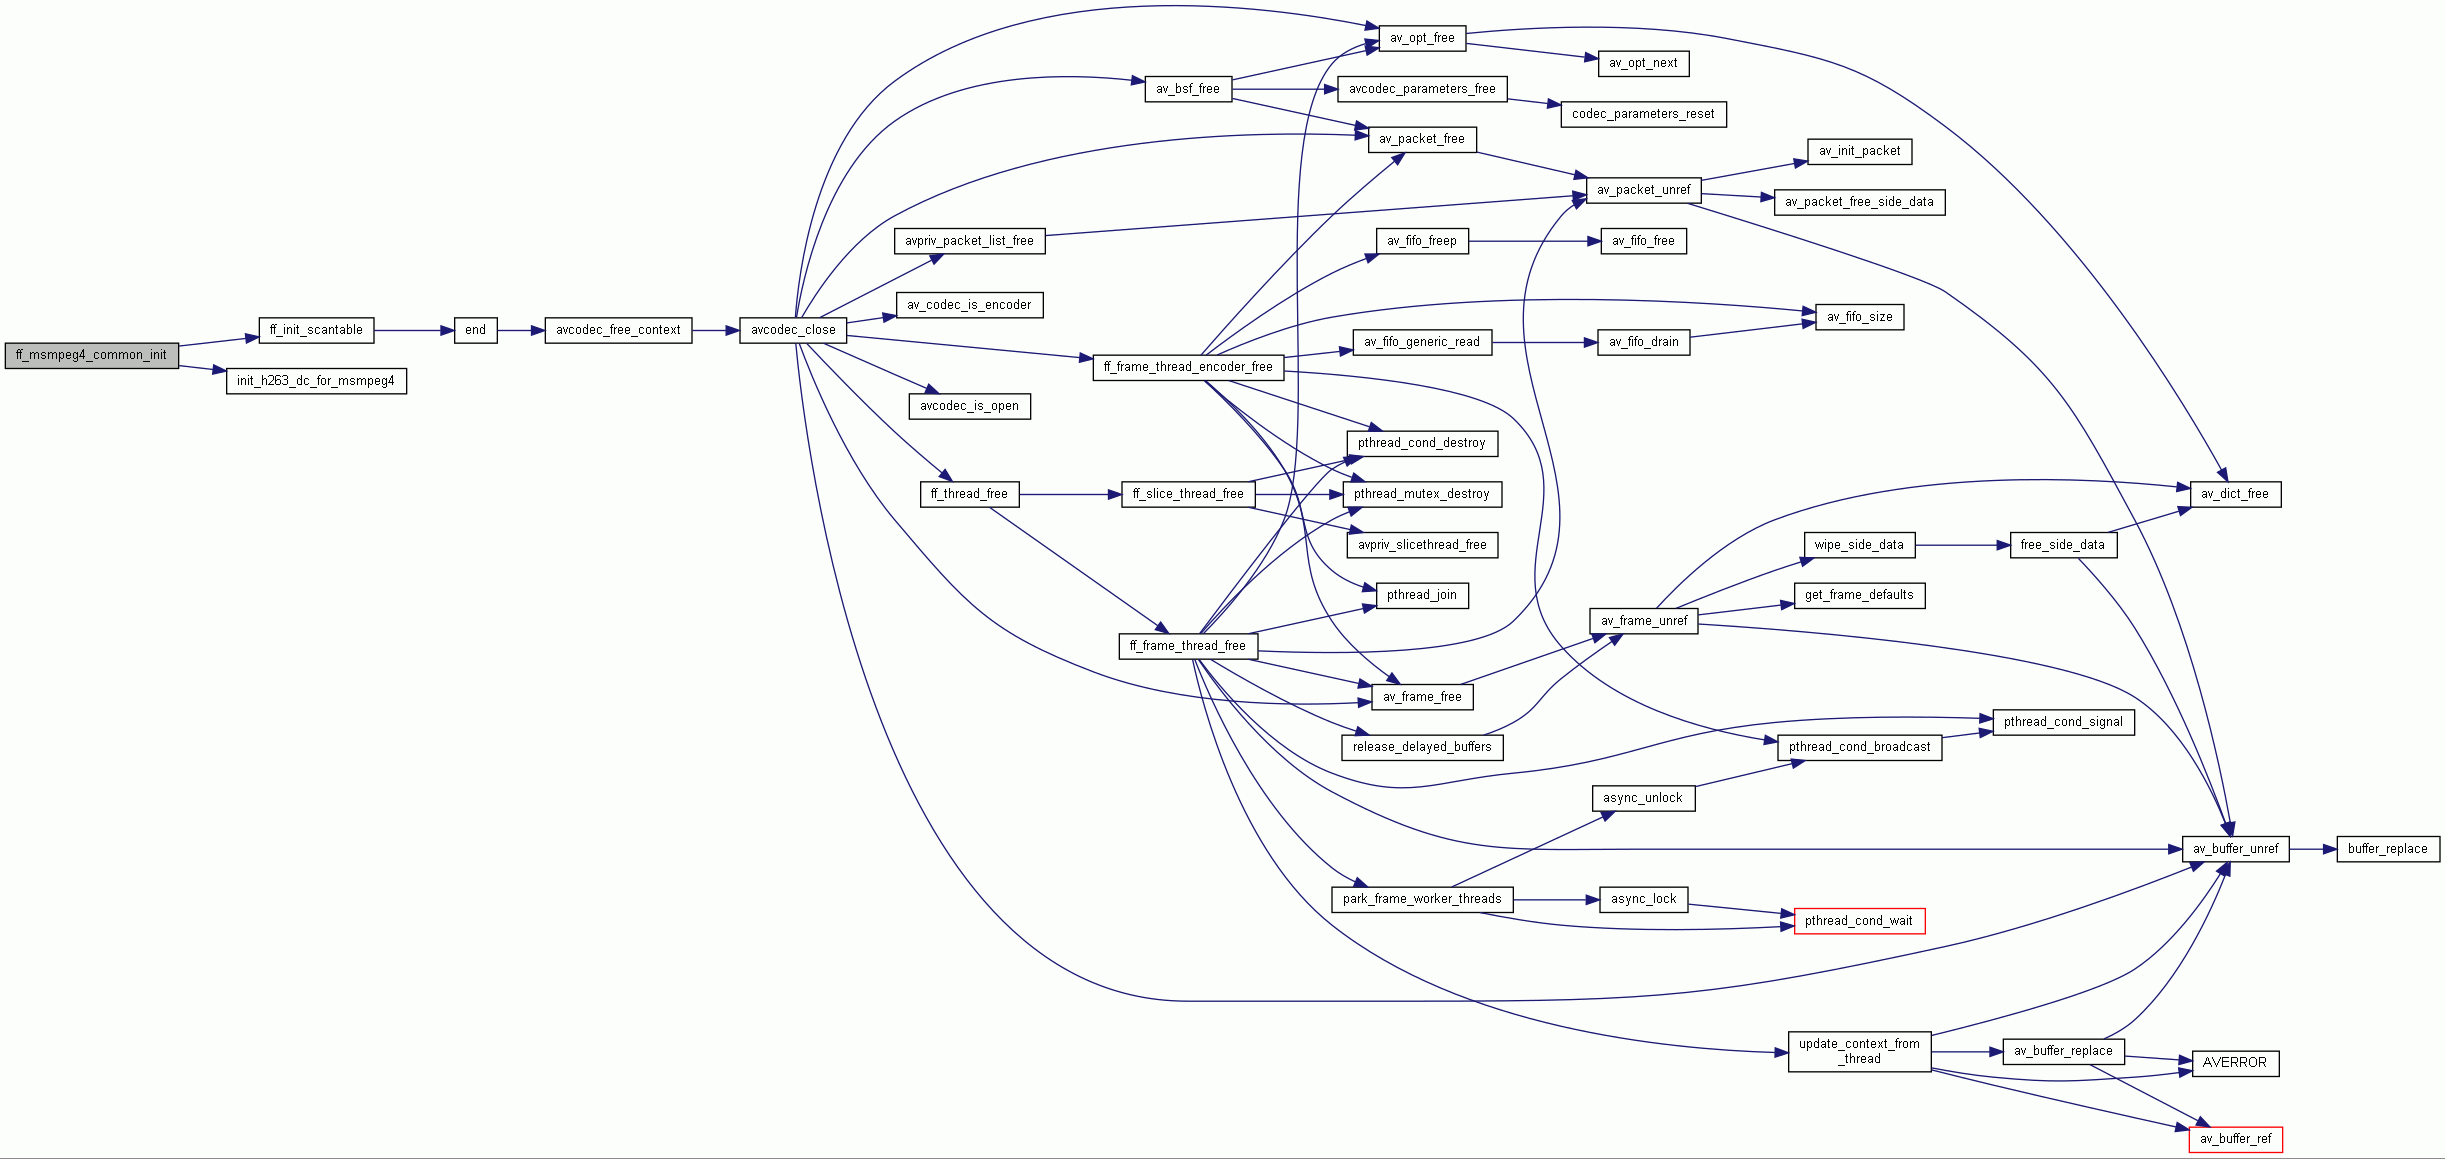 av_opt_free
av_opt_next
av_bsf_free
avcodec_parameters_free
codec_parameters_reset
av_packet_free
av_init_packet
av_packet_unref
av_packet_free_side_data
avpriv_packet_list_free
av_fifo_freep
av_fifo_free
av_codec_is_encoder
av_fifo_size
ff_init_scantable
end
avcodec_free_context
avcodec_close
av_fifo_generic_read
av_fifo_drain
ff_msmpeg4_common_init
ff_frame_thread_encoder_free
init_h263_dc_for_msmpeg4
avcodec_is_open
pthread_cond_destroy
ff_thread_free
ff_slice_thread_free
pthread_mutex_destroy
av_dict_free
avpriv_slicethread_free
wipe_side_data
free_side_data
pthread_join
get_frame_defaults
av_frame_unref
ff_frame_thread_free
av_frame_free
pthread_cond_signal
release_delayed_buffers
pthread_cond_broadcast
async_unlock
av_buffer_unref
buffer_replace
park_frame_worker_threads
async_lock
pthread_cond_wait
update_context_from
_thread
av_buffer_replace
AVERROR
av_buffer_ref